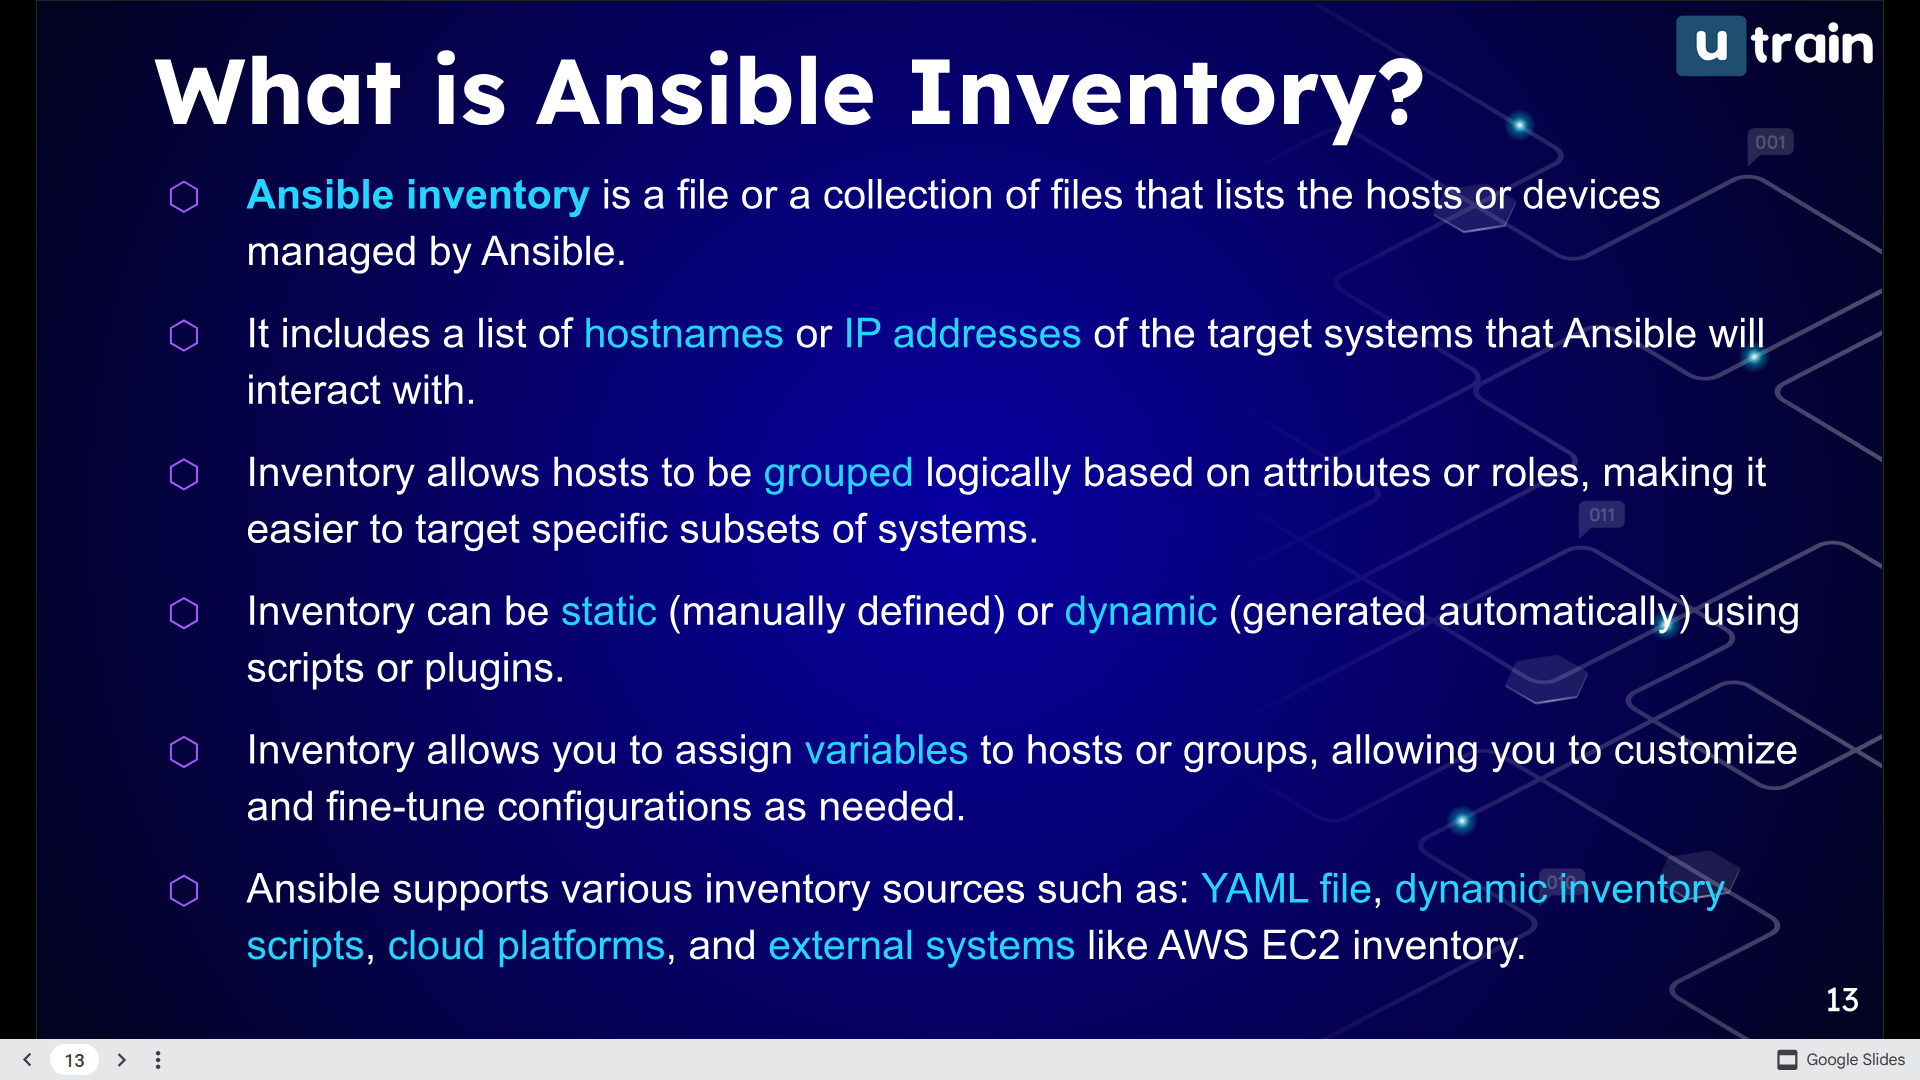 u train
What is Ansible Inventory?
001
Ansible inventory is a file or a collection of files that lists the hosts or devices
managed by Ansible.
It includes a list of hostnames or IP addresses of the target systems that Ansible will
interact with.
Inventory allows hosts to be grouped logically based on attributes or roles, making it
easier to target specific subsets of systems.
011
Inventory can be static (manually defined) or dynamic (generated automatically) using
scripts or plugins.
Inventory allows you to assign variables to hosts or groups, allowing you to customize
and fine-tune configurations as needed.
Ansible supports various inventory sources such as: YAML file, dynamic inventory
scripts, cloud platforms, and external systems like AWS EC2 inventory.
13
13
Google Slides